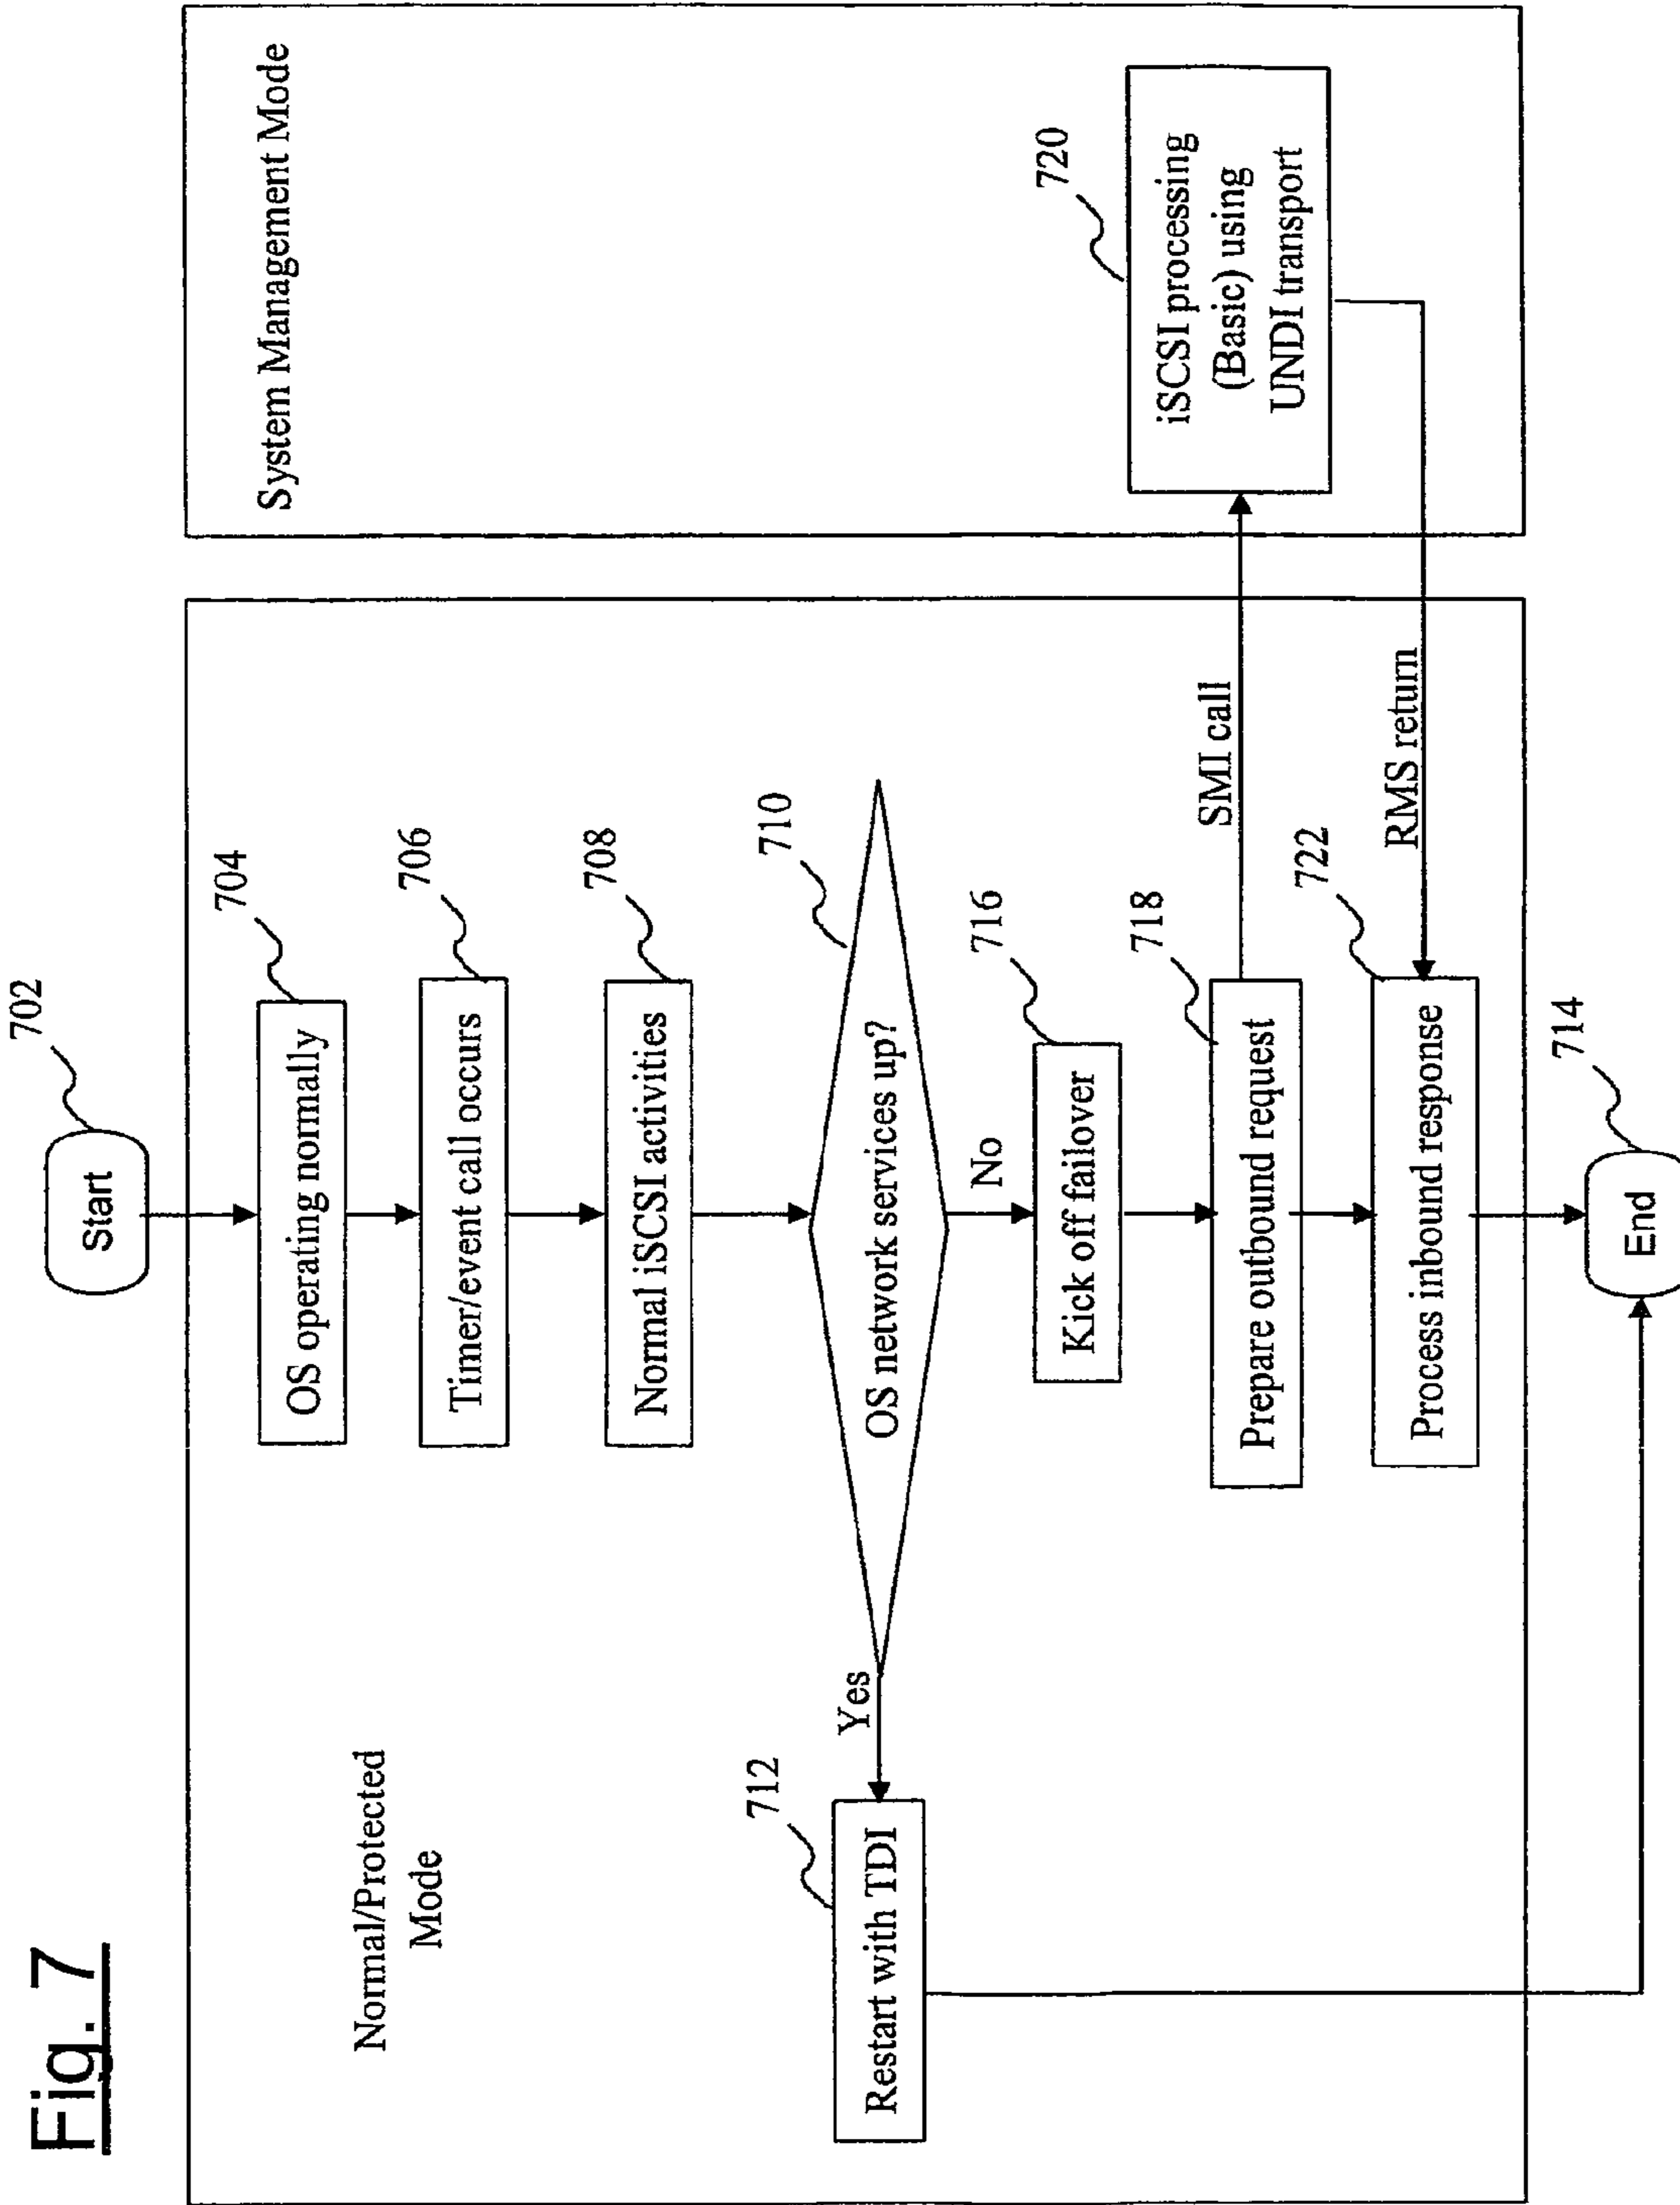 Fig. 7
702
Start
Normal/Protected
Mode
System Management Mode
704
OS operating normally
706
Timer/event call occurs
708
Normal iSCSI activities
710
OS network services up?
Yes
712
Restart with TDI
No
716
Kick off failover
718
Prepare outbound request
SMI call
720
iSCSI processing
(Basic) using
UNDI transport
RMS return
722
Process inbound response
714
End